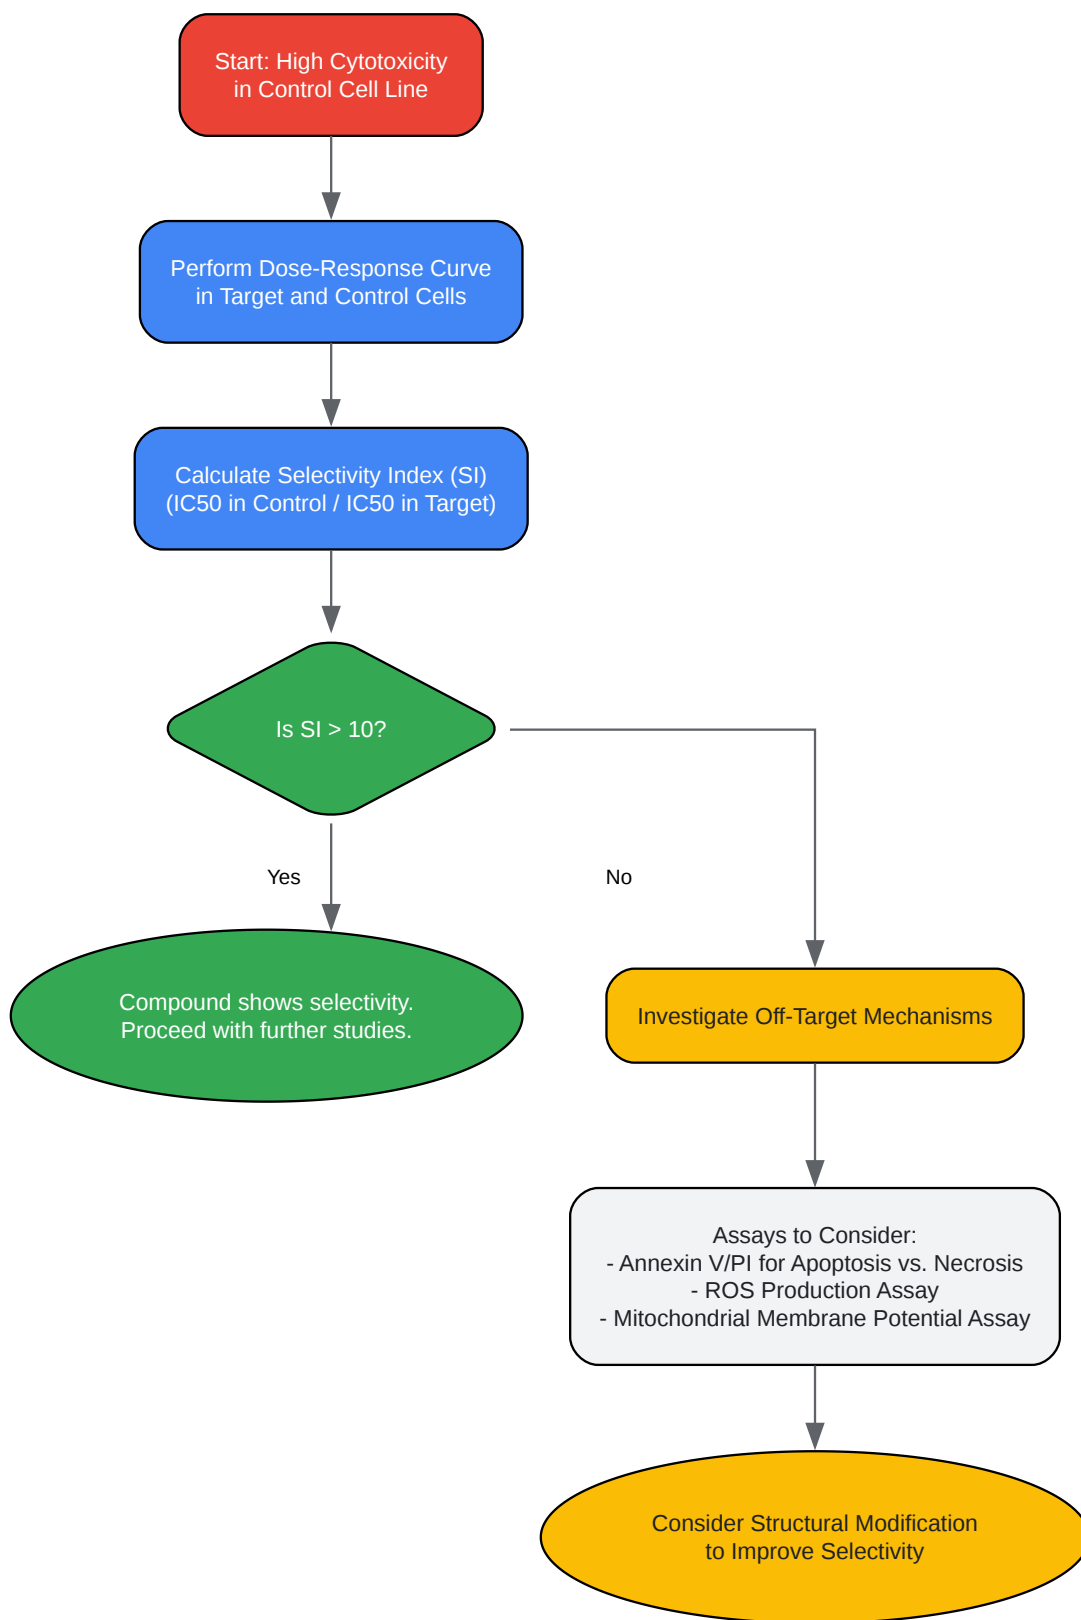 Start: High Cytotoxicity
in Control Cell Line
Perform Dose-Response Curve
in Target and Control Cells
Calculate Selectivity Index (SI)
(IC50 in Control / IC50 in Target)
Is SI > 10?
Yes
No
Compound shows selectivity.
Proceed with further studies.
Investigate Off-Target Mechanisms
Assays to Consider:
- Annexin V/PI for Apoptosis vs. Necrosis
- ROS Production Assay
- Mitochondrial Membrane Potential Assay
Consider Structural Modification
to Improve Selectivity